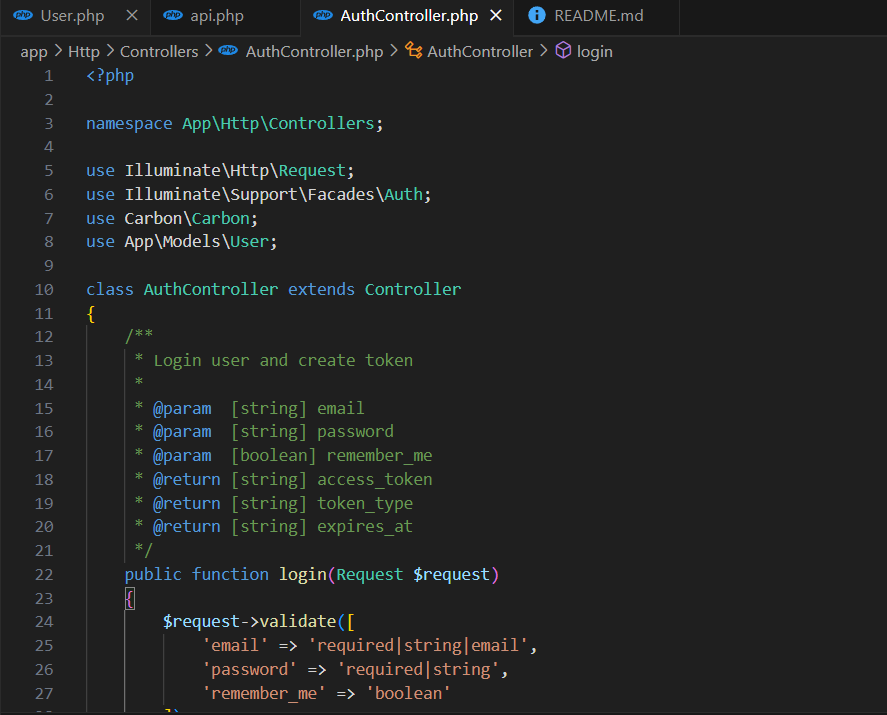 User.php api.php AuthController.php README.md
app > Http > Controllers > AuthController.php > AuthController > login
1 <?php
2
3 namespace App\Http\Controllers;
4
5 use Illuminate\Http\Request;
6 use Illuminate\Support\Facades\Auth;
7 use Carbon\Carbon;
8 use App\Models\User;
9
10 class AuthController extends Controller
11 {
12     /**
13      * Login user and create token
14      *
15      * @param  [string] email
16      * @param  [string] password
17      * @param  [boolean] remember_me
18      * @return [string] access_token
19      * @return [string] token_type
20      * @return [string] expires_at
21      */
22     public function login(Request $request)
23     {
24         $request->validate([
25             'email' => 'required|string|email',
26             'password' => 'required|string',
27             'remember_me' => 'boolean'